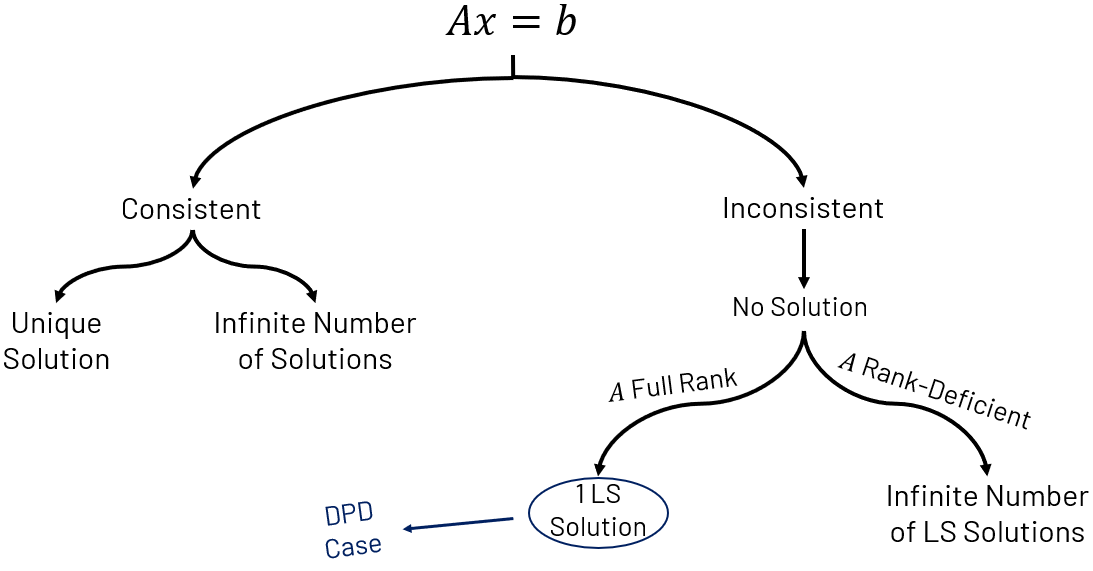 Ax = b
Consistent
Inconsistent
Unique
Solution
Infinite Number
of Solutions
No Solution
A Full Rank
A Rank-Deficient
1 LS
Solution
Infinite Number
of LS Solutions
DPD
Case